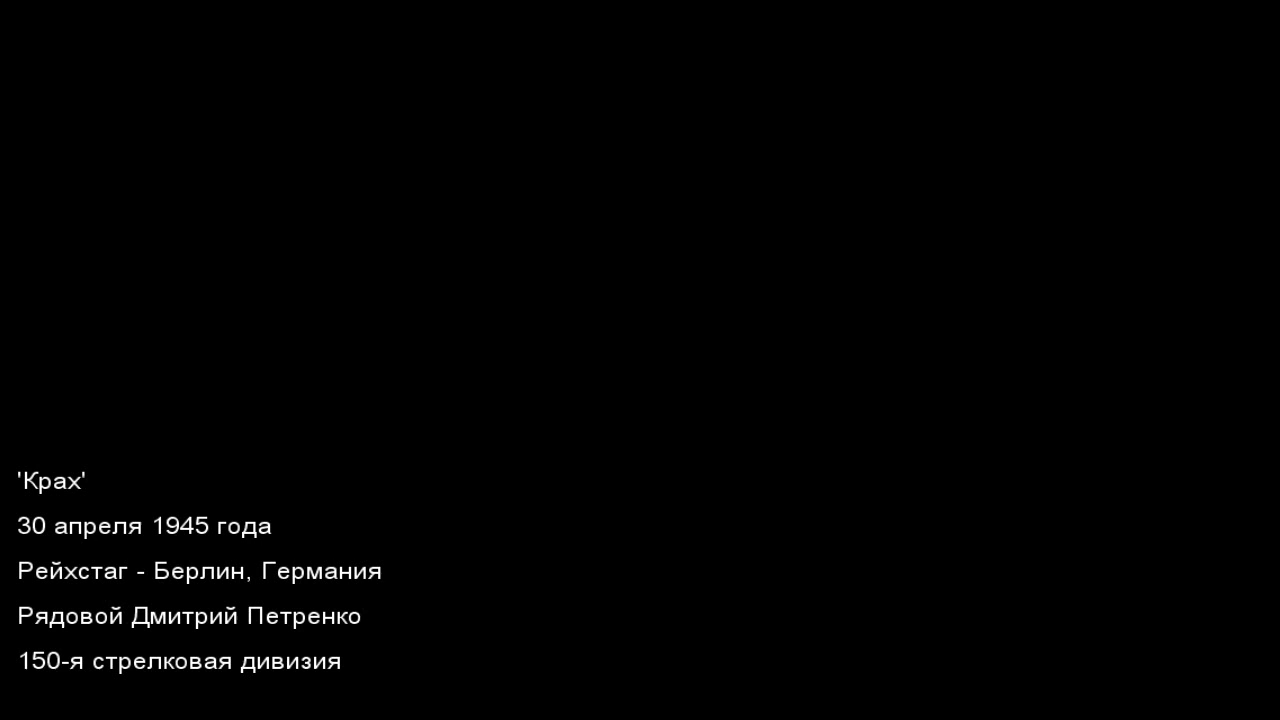 'Крах'
30 апреля 1945 года
Рейхстаг - Берлин, Германия
Рядовой Дмитрий Петренко
150-я стрелковая дивизия